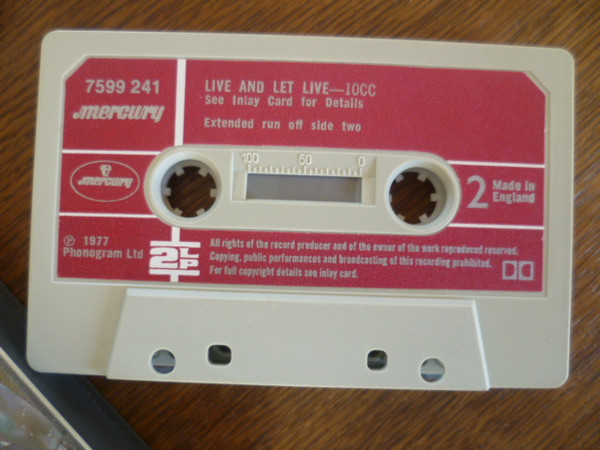 7599 241
mercury
LIVE AND LET LIVE—10CC
See Inlay Card for Details
Extended run off side two
100 50 0
mercury
2
Made in
England
℗ 1977
Phonogram Ltd
2LP
All rights of the record producer and of the owner of the work reproduced reserved.
Copying, public performances and broadcasting of this recording prohibited.
For full copyright details see inlay card.